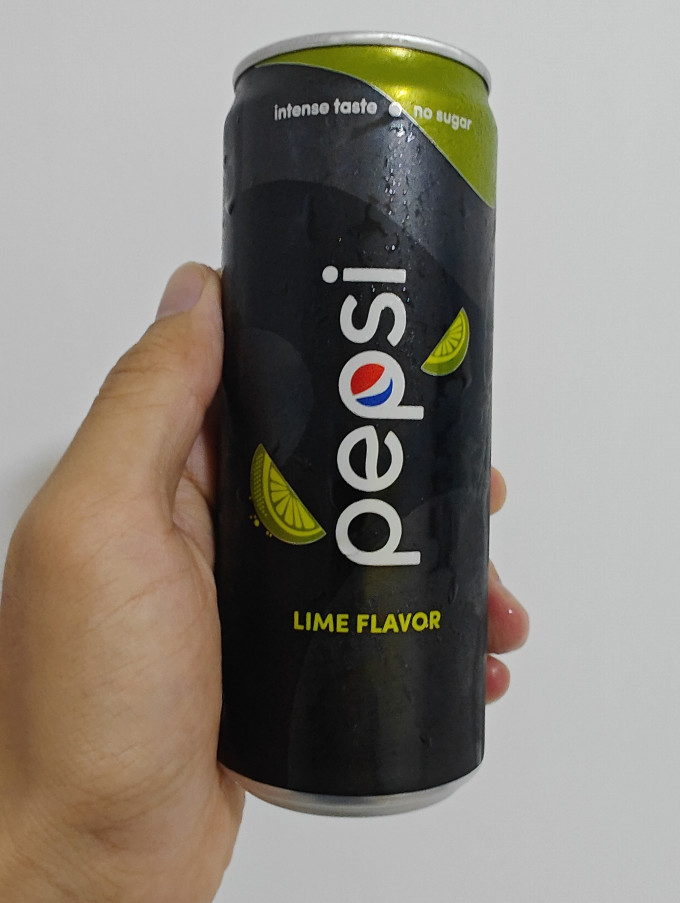 intense taste no sugar
pepsi
LIME FLAVOR